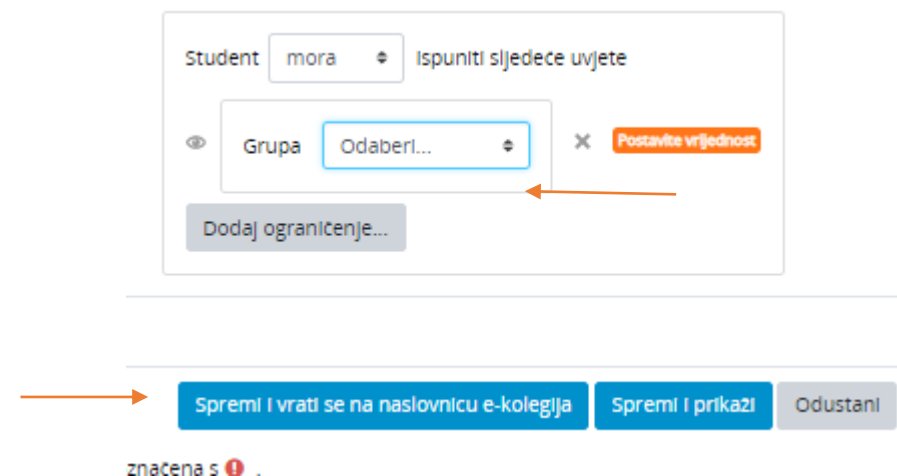 Student mora ispuniti sljedeće uvjete
Grupa Odaberi... Postavite vrijednost
Dodaj ograničenje...
Spremi i vrati se na naslovnicu e-kolegija Spremi i prikaži Odustani
značena s .